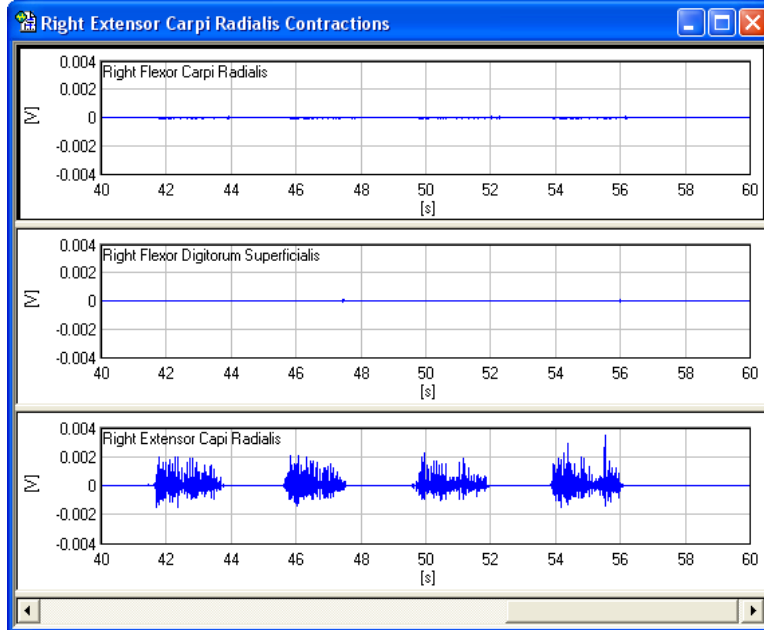 Right Extensor Carpi Radialis Contractions
0.004
Right Flexor Carpi Radialis
0.002
[V]
0
-0.002
-0.004
40 42 44 46 48 50 52 54 56 58 60
[s]
0.004
Right Flexor Digitorum Superficialis
0.002
[V]
0
-0.002
-0.004
40 42 44 46 48 50 52 54 56 58 60
[s]
0.004
Right Extensor Capi Radialis
0.002
[V]
0
-0.002
-0.004
40 42 44 46 48 50 52 54 56 58 60
[s]